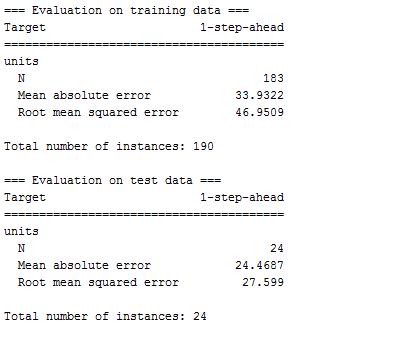 === Evaluation on training data ===
Target                      1-step-ahead
========================================
units
  N                                  183
  Mean absolute error            33.9322
  Root mean squared error        46.9509

Total number of instances: 190

=== Evaluation on test data ===
Target                      1-step-ahead
========================================
units
  N                                   24
  Mean absolute error            24.4687
  Root mean squared error         27.599

Total number of instances: 24